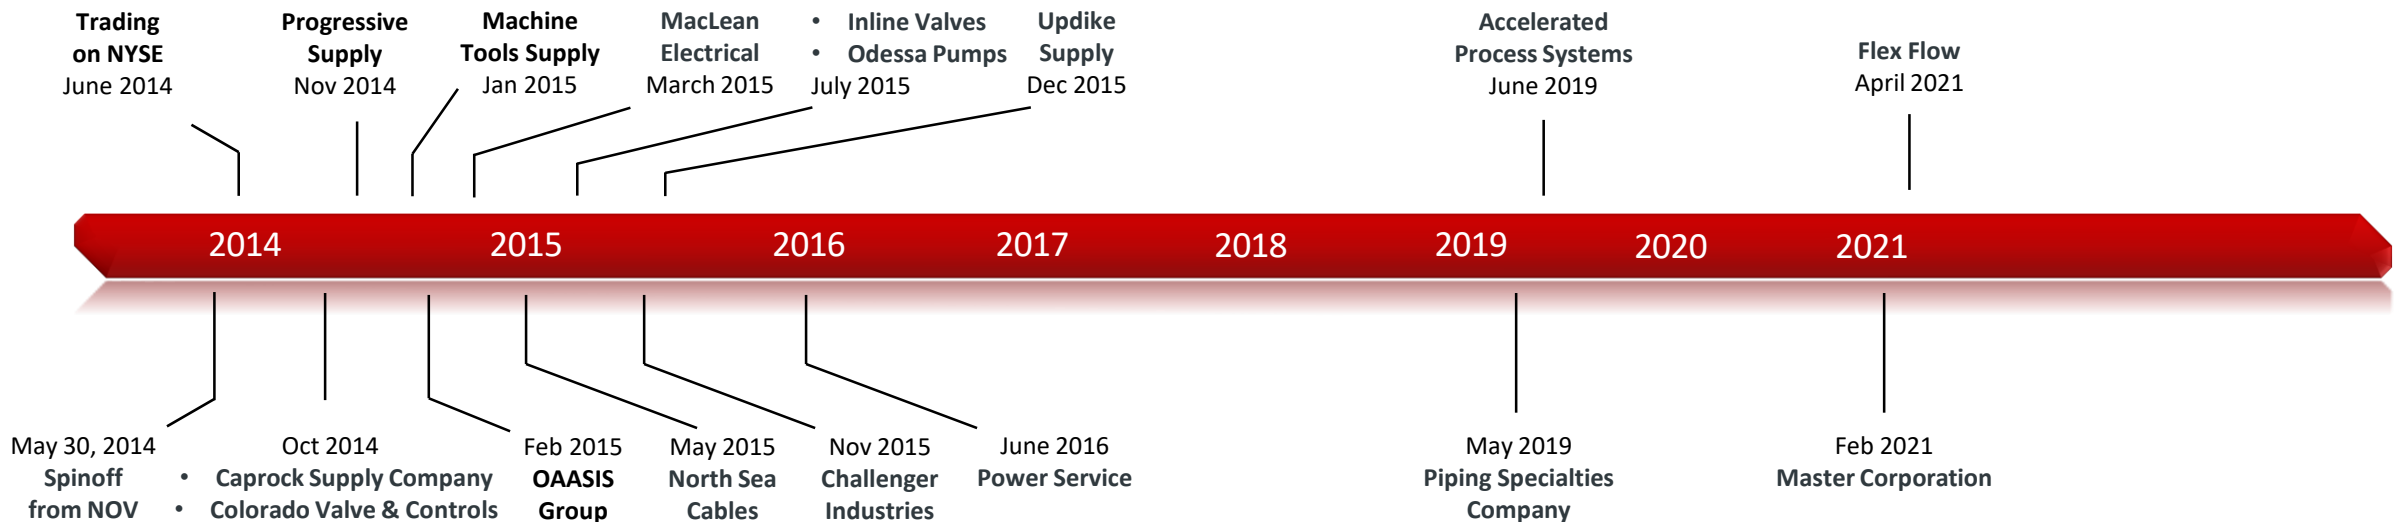 Trading
on NYSE
June 2014
Progressive
Supply
Nov 2014
Machine
Tools Supply
Jan 2015
MacLean
Electrical
March 2015
• Inline Valves
• Odessa Pumps
July 2015
Updike
Supply
Dec 2015
Accelerated
Process Systems
June 2019
Flex Flow
April 2021
2014
2015
2016
2017
2018
2019
2020
2021
May 30, 2014
Spinoff
from NOV
Oct 2014
• Caprock Supply Company
• Colorado Valve & Controls
Feb 2015
OAASIS
Group
May 2015
North Sea
Cables
Nov 2015
Challenger
Industries
June 2016
Power Service
May 2019
Piping Specialties
Company
Feb 2021
Master Corporation